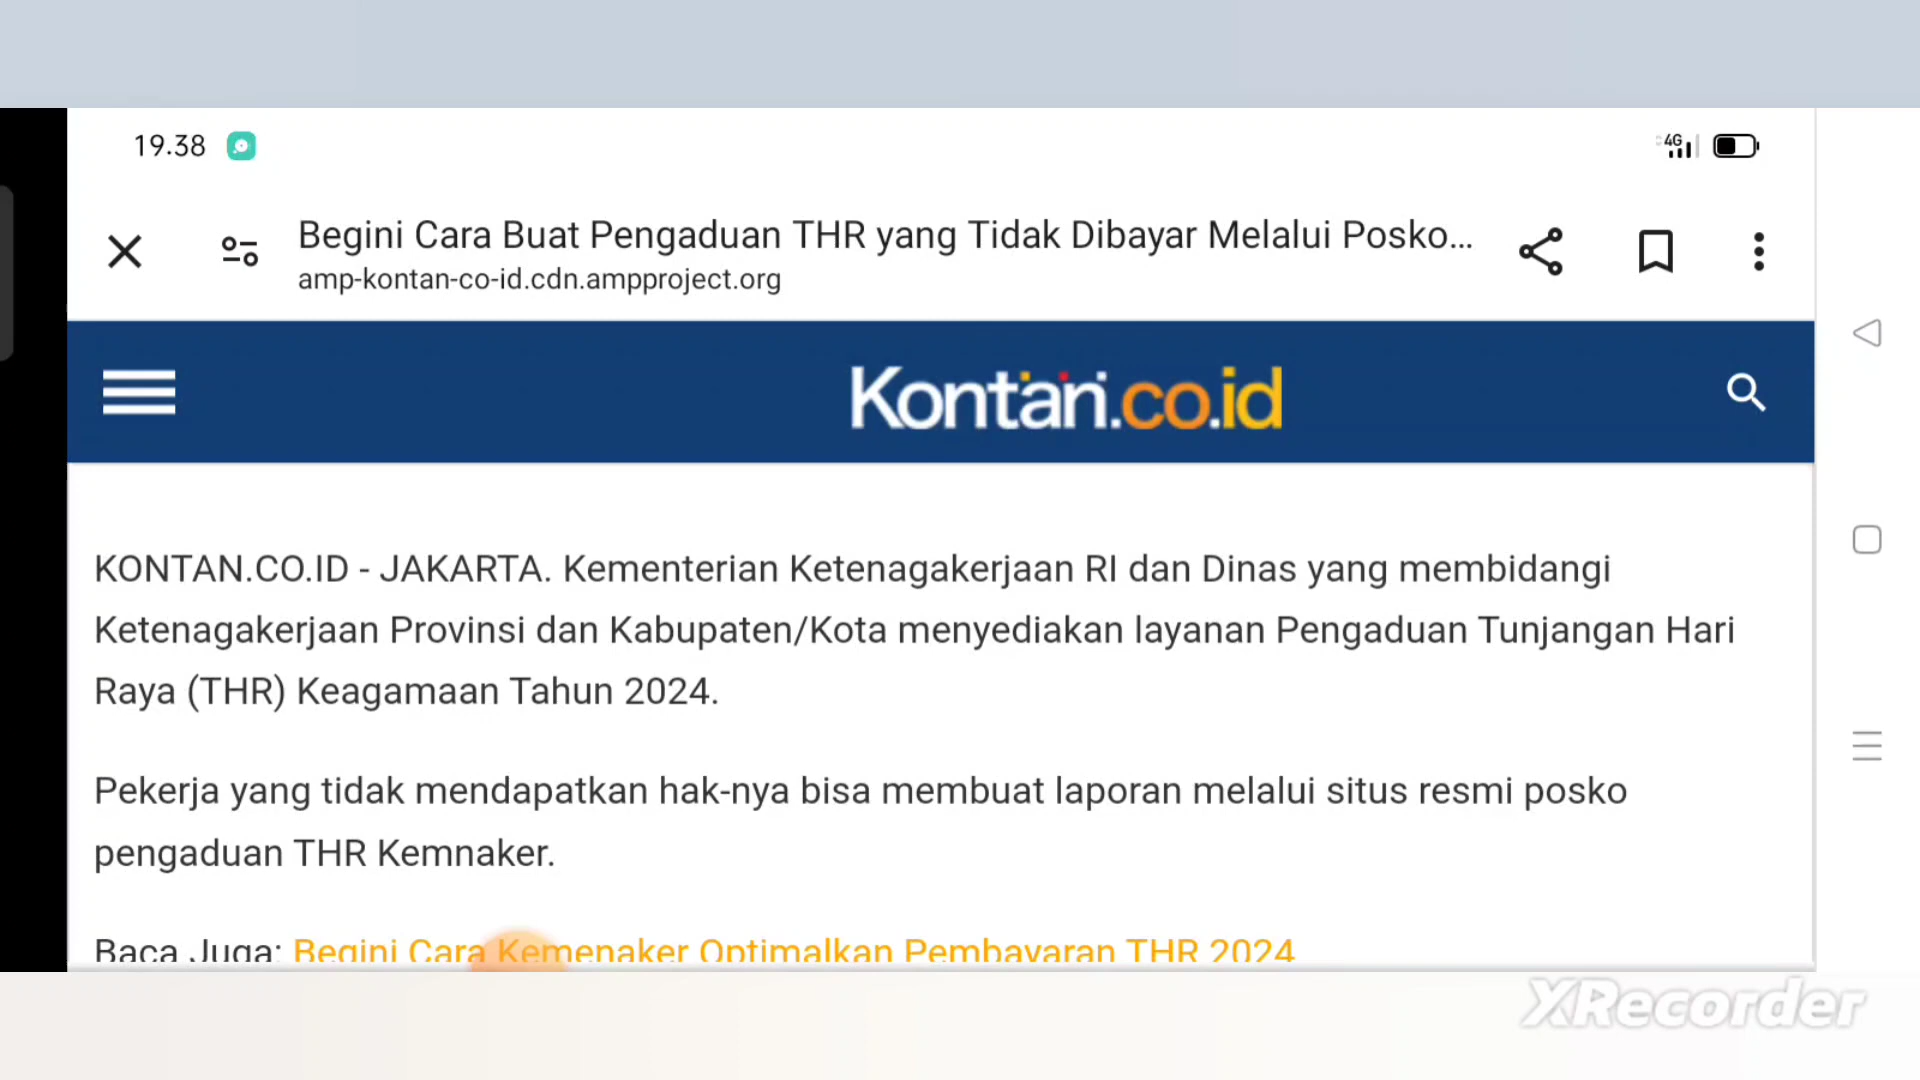 19.38
4G
Begini Cara Buat Pengaduan THR yang Tidak Dibayar Melalui Posko...
amp-kontan-co-id.cdn.ampproject.org
Kontan.co.id
KONTAN.CO.ID - JAKARTA. Kementerian Ketenagakerjaan RI dan Dinas yang membidangi
Ketenagakerjaan Provinsi dan Kabupaten/Kota menyediakan layanan Pengaduan Tunjangan Hari
Raya (THR) Keagamaan Tahun 2024.
Pekerja yang tidak mendapatkan hak-nya bisa membuat laporan melalui situs resmi posko
pengaduan THR Kemnaker.
Baca Juga: Begini Cara Kemenaker Optimalkan Pembayaran THR 2024
XRecorder